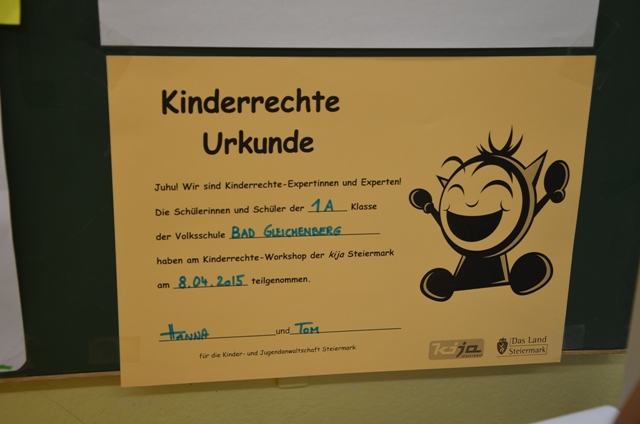 Kinderrechte
Urkunde
Juhu! Wir sind Kinderrechte-Expertinnen und Experten!
Die Schülerinnen und Schüler der 1A Klasse
der Volksschule BAD GLEICHENBERG
haben am Kinderrechte-Workshop der kija Steiermark
am 8.04.2015 teilgenommen.
HANNA und TOM
für die Kinder- und Jugendanwaltschaft Steiermark
kija
Das Land
Steiermark